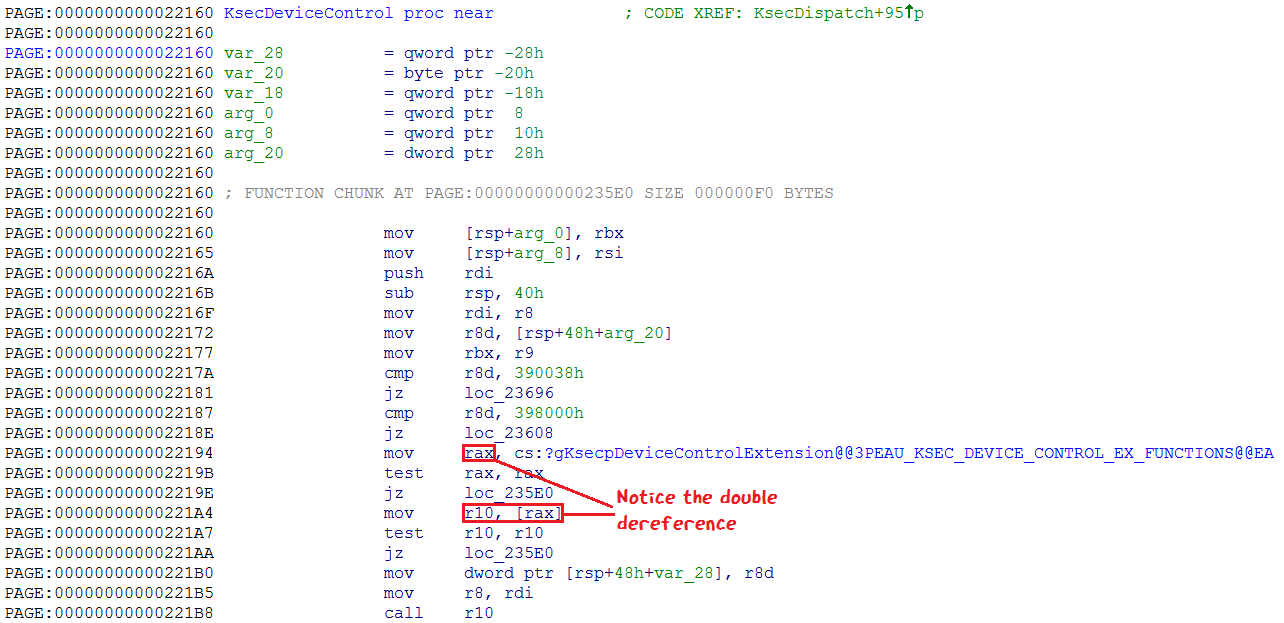 PAGE:0000000000022160 KsecDeviceControl proc near ; CODE XREF: KsecDispatch+95↑p
PAGE:0000000000022160
PAGE:0000000000022160 var_28 = qword ptr -28h
PAGE:0000000000022160 var_20 = byte ptr -20h
PAGE:0000000000022160 var_18 = qword ptr -18h
PAGE:0000000000022160 arg_0 = qword ptr 8
PAGE:0000000000022160 arg_8 = qword ptr 10h
PAGE:0000000000022160 arg_20 = dword ptr 28h
PAGE:0000000000022160
PAGE:0000000000022160 ; FUNCTION CHUNK AT PAGE:00000000000235E0 SIZE 000000F0 BYTES
PAGE:0000000000022160
PAGE:0000000000022160 mov [rsp+arg_0], rbx
PAGE:0000000000022165 mov [rsp+arg_8], rsi
PAGE:000000000002216A push rdi
PAGE:000000000002216B sub rsp, 40h
PAGE:000000000002216F mov rdi, r8
PAGE:0000000000022172 mov r8d, [rsp+48h+arg_20]
PAGE:0000000000022177 mov rbx, r9
PAGE:000000000002217A cmp r8d, 390038h
PAGE:0000000000022181 jz loc_23696
PAGE:0000000000022187 cmp r8d, 398000h
PAGE:000000000002218E jz loc_23608
PAGE:0000000000022194 mov rax, cs:?gKsecpDeviceControlExtension@@3PEAU_KSEC_DEVICE_CONTROL_EX_FUNCTIONS@@EA
PAGE:000000000002219B test rax, rax
PAGE:000000000002219E jz loc_235E0
PAGE:00000000000221A4 mov r10, [rax]
PAGE:00000000000221A7 test r10, r10
PAGE:00000000000221AA jz loc_235E0
PAGE:00000000000221B0 mov dword ptr [rsp+48h+var_28], r8d
PAGE:00000000000221B5 mov r8, rdi
PAGE:00000000000221B8 call r10
Notice the double
dereference